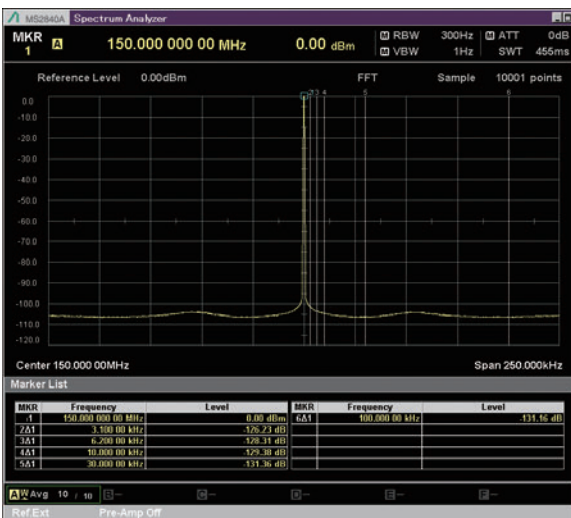 MS2840A Spectrum Analyzer
MKR 1 A 150.000 000 00 MHz 0.00 dBm
M RBW 300Hz M ATT 0dB
M VBW 1Hz SWT 455ms
Reference Level 0.00dBm FFT Sample 10001 points
2 3 4 5 6
0.0
-10.0
-20.0
-30.0
-40.0
-50.0
-60.0
-70.0
-80.0
-90.0
-100.0
-110.0
-120.0
Center 150.000 00MHz Span 250.000kHz
Marker List
MKR Frequency Level MKR Frequency Level
1 150.000 000 00 MHz 0.00 dBm 6Δ1 100.000 00 kHz -131.16 dB
2Δ1 3.100 00 kHz -126.23 dB
3Δ1 6.200 00 kHz -128.31 dB
4Δ1 10.000 00 kHz -129.38 dB
5Δ1 30.000 00 kHz -131.36 dB
A W Avg 10 / 10 B-- C-- D-- E-- F--
Ref.Ext Pre-Amp Off